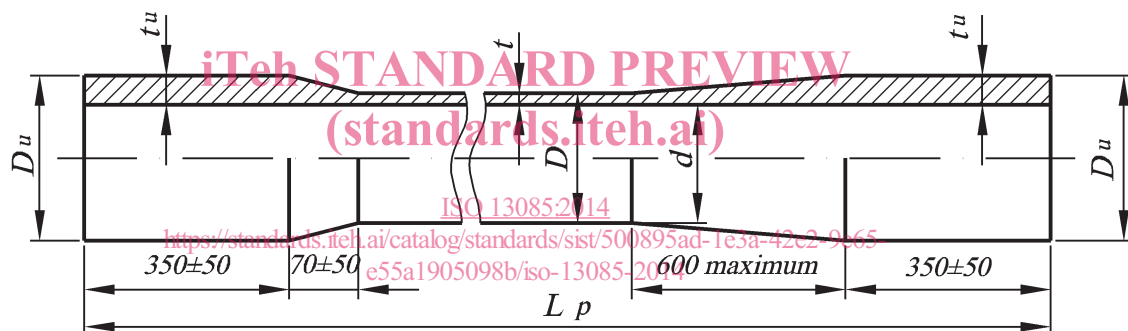 tu
t
tu
iTeh STANDARD PREVIEW
(standards.iteh.ai)
Du
D
d
Du
ISO 13085:2014
https://standards.iteh.ai/catalog/standards/sist/500895ad-1e3a-42c2-9e65-
e55a1905098b/iso-13085-2014
350±50
70±50
600 maximum
350±50
L p